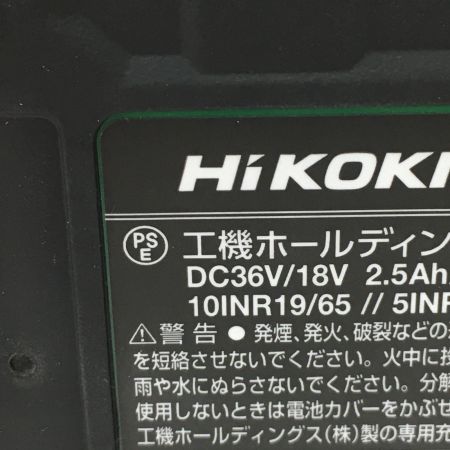 HiKOKI
PSE 工機ホールディン
DC36V/18V 2.5Ah
10INR19/65 // 5INR
⚠警告 ● 発煙、発火、破裂などの
を短絡させないでください。火中に投
雨や水にぬらさないでください。分解
使用しないときは電池カバーをかぶせ
工機ホールディングス(株)製の専用充